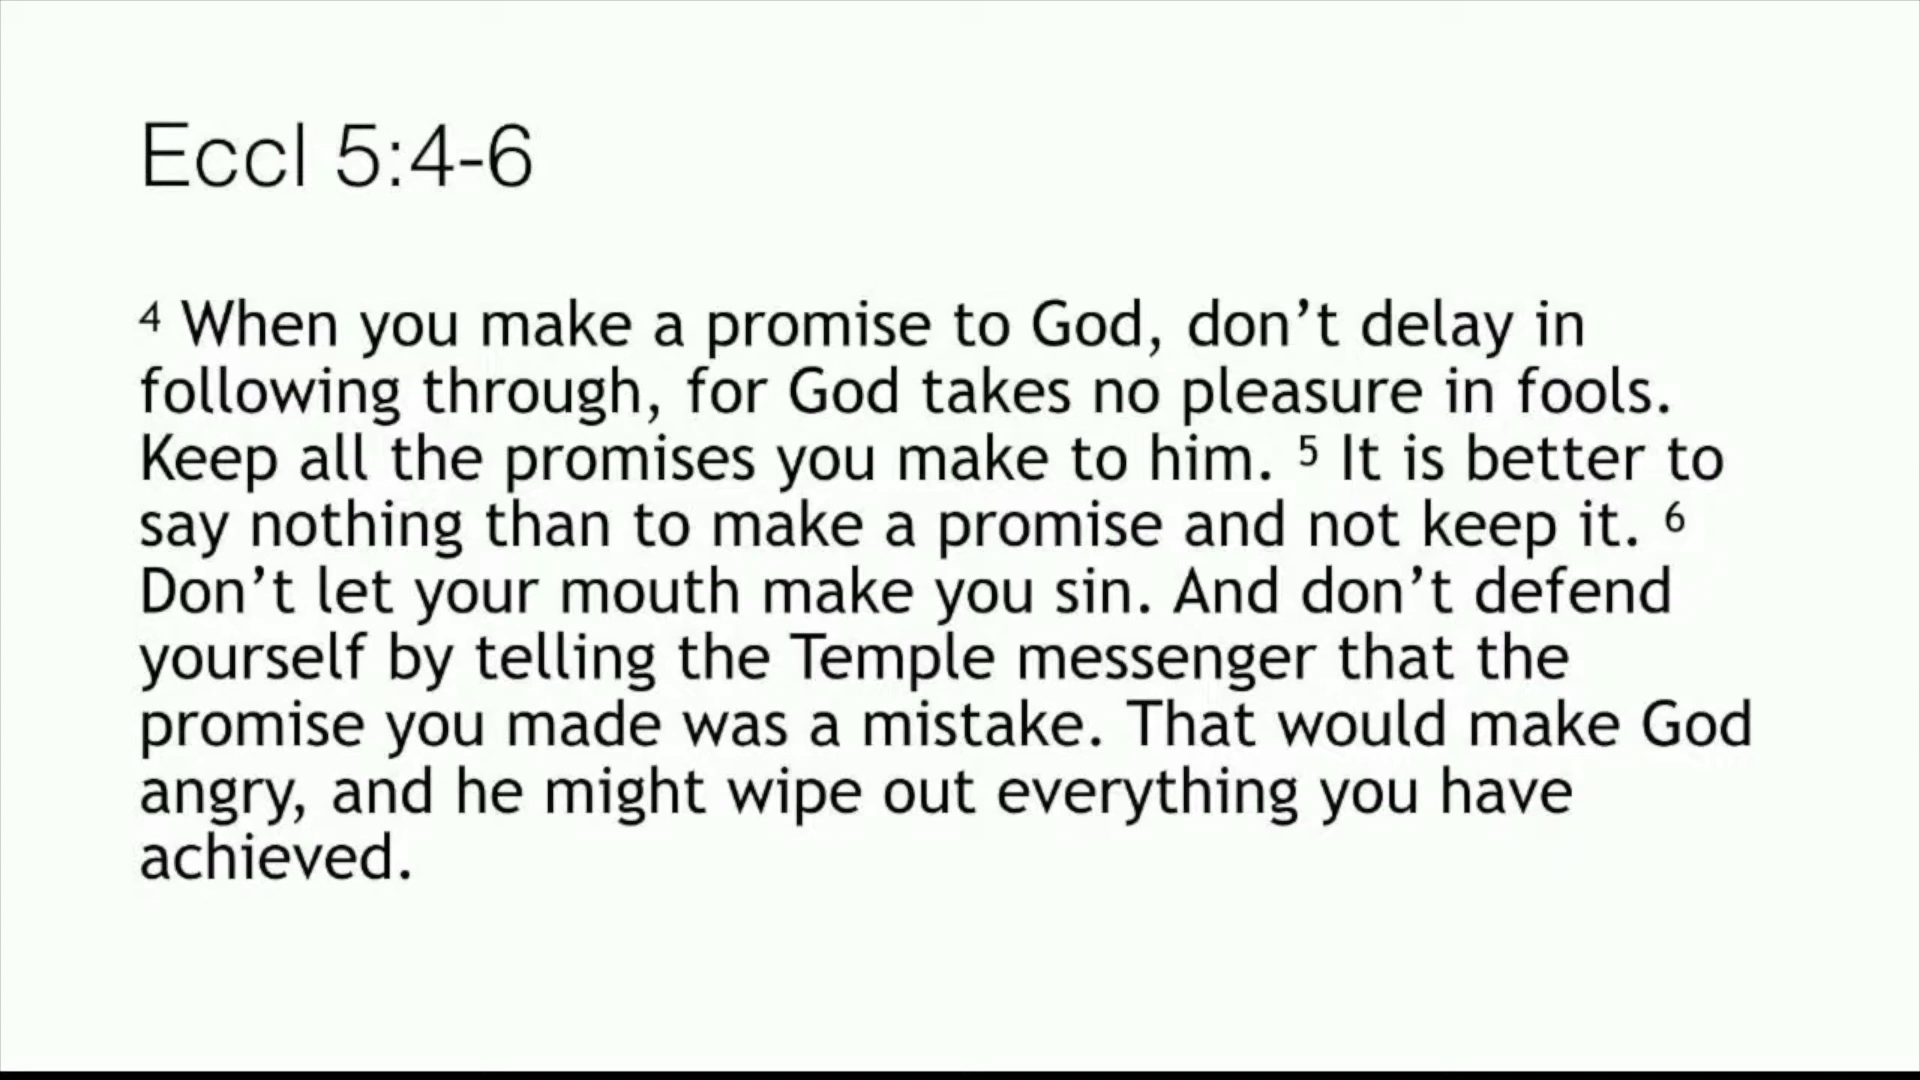 Eccl 5:4-6
4 When you make a promise to God, don’t delay in
following through, for God takes no pleasure in fools.
Keep all the promises you make to him. 5 It is better to
say nothing than to make a promise and not keep it. 6
Don’t let your mouth make you sin. And don’t defend
yourself by telling the Temple messenger that the
promise you made was a mistake. That would make God
angry, and he might wipe out everything you have
achieved.